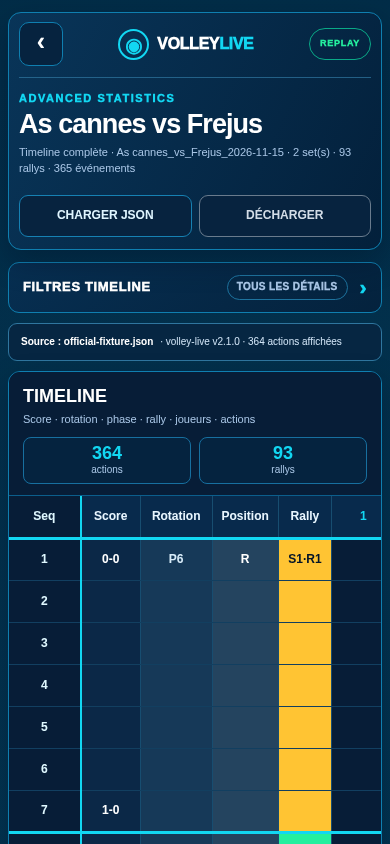 ‹
VOLLEYLIVE
REPLAY
ADVANCED STATISTICS
As cannes vs Frejus
Timeline complète · As cannes_vs_Frejus_2026-11-15 · 2 set(s) · 93
rallys · 365 événements
CHARGER JSON
DÉCHARGER
FILTRES TIMELINE
TOUS LES DÉTAILS
›
Source : official-fixture.json · volley-live v2.1.0 · 364 actions affichées
TIMELINE
Score · rotation · phase · rally · joueurs · actions
364
actions
93
rallys
Seq Score Rotation Position Rally 1
1 0-0 P6 R S1·R1
2
3
4
5
6
7 1-0